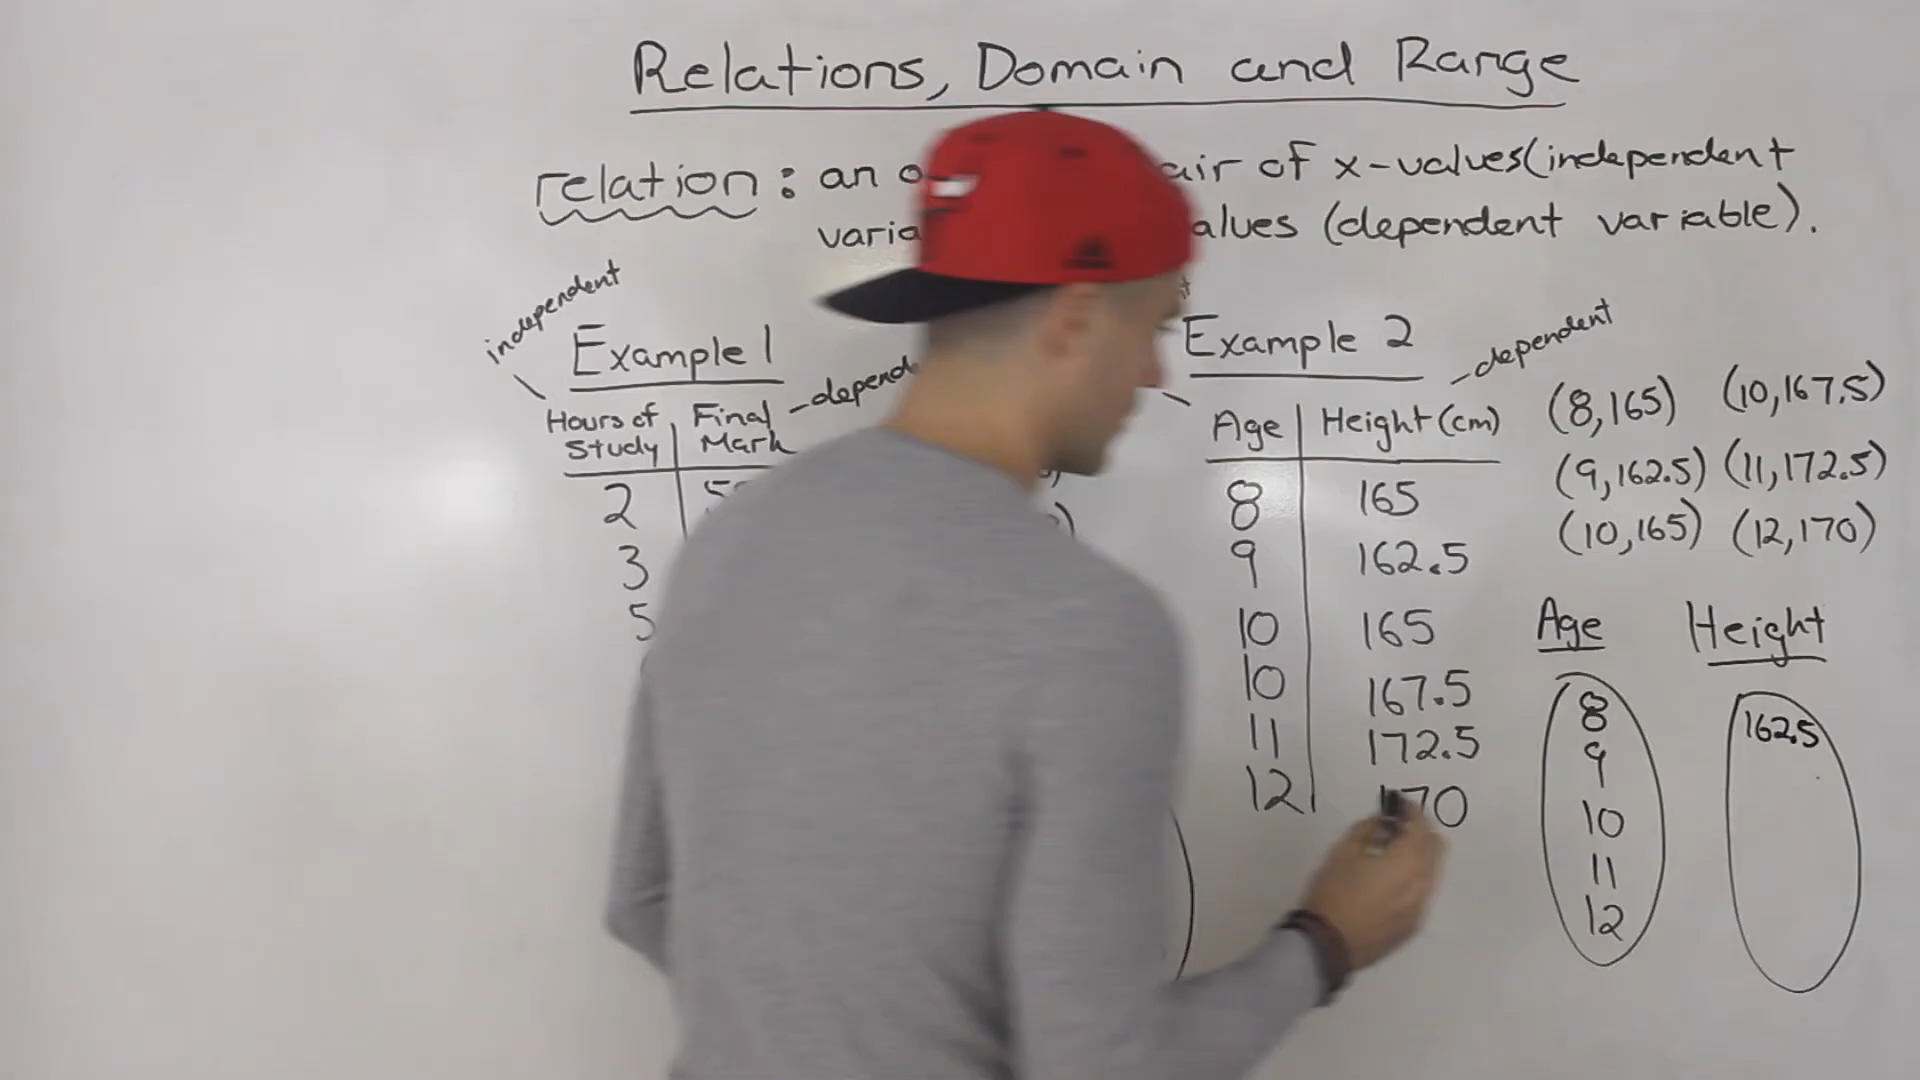 Relations, Domain and Range
relation: an air of x-values (independent
alues (dependent variable).
independent
Example 1
Hours of Study | Final Mark
2
3
5
Example 2
dependent
Age | Height (cm)
8 | 165
9 | 162.5
10 | 165
10 | 167.5
11 | 172.5
12 | 170
(8,165) (10,167.5)
(9,162.5) (11,172.5)
(10,165) (12,170)
Age Height
8 162.5
9
10
11
12